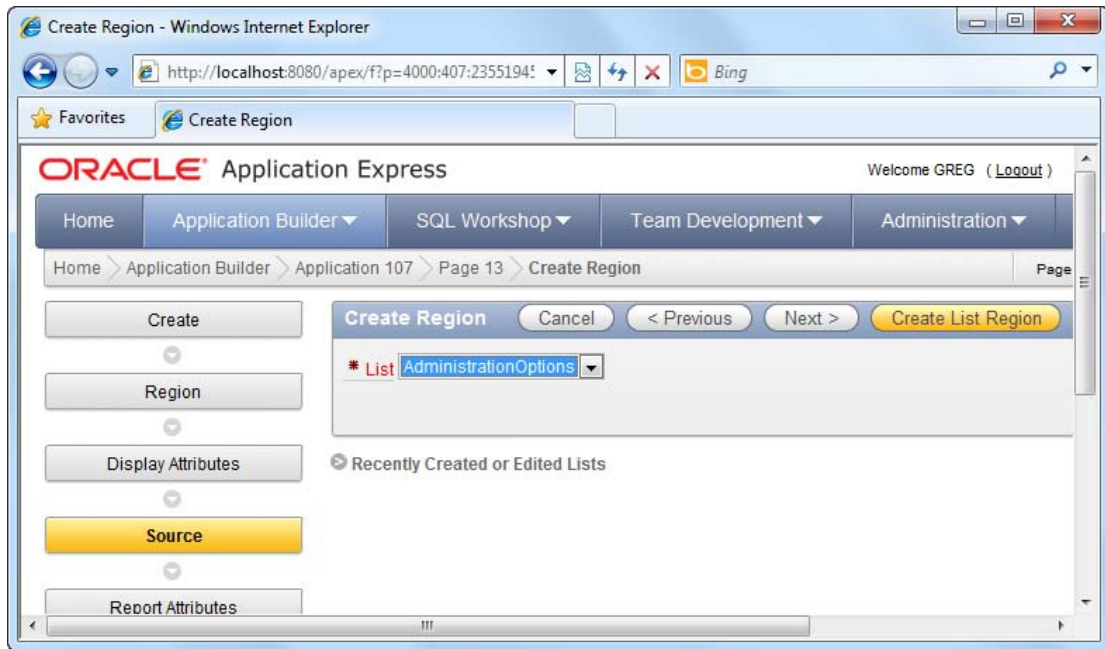 Create Region - Windows Internet Explorer
http://localhost:8080/apex/f?p=4000:407:23551945
Bing
Favorites
Create Region
ORACLE Application Express
Welcome GREG ( Logout )
Home
Application Builder
SQL Workshop
Team Development
Administration
Home > Application Builder > Application 107 > Page 13 > Create Region
Page
Create
Region
Display Attributes
Source
Report Attributes
Create Region
Cancel
< Previous
Next >
Create List Region
* List AdministrationOptions
Recently Created or Edited Lists